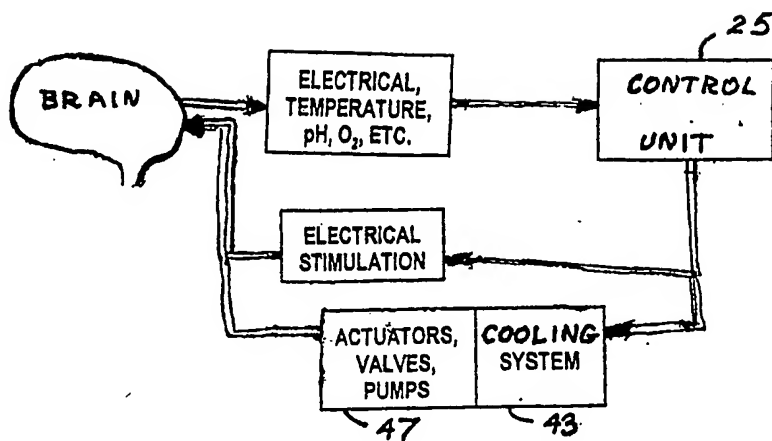 25
BRAIN
ELECTRICAL,
TEMPERATURE,
pH, O₂, ETC.
CONTROL
UNIT
ELECTRICAL
STIMULATION
ACTUATORS,
VALVES,
PUMPS
COOLING
SYSTEM
47
43